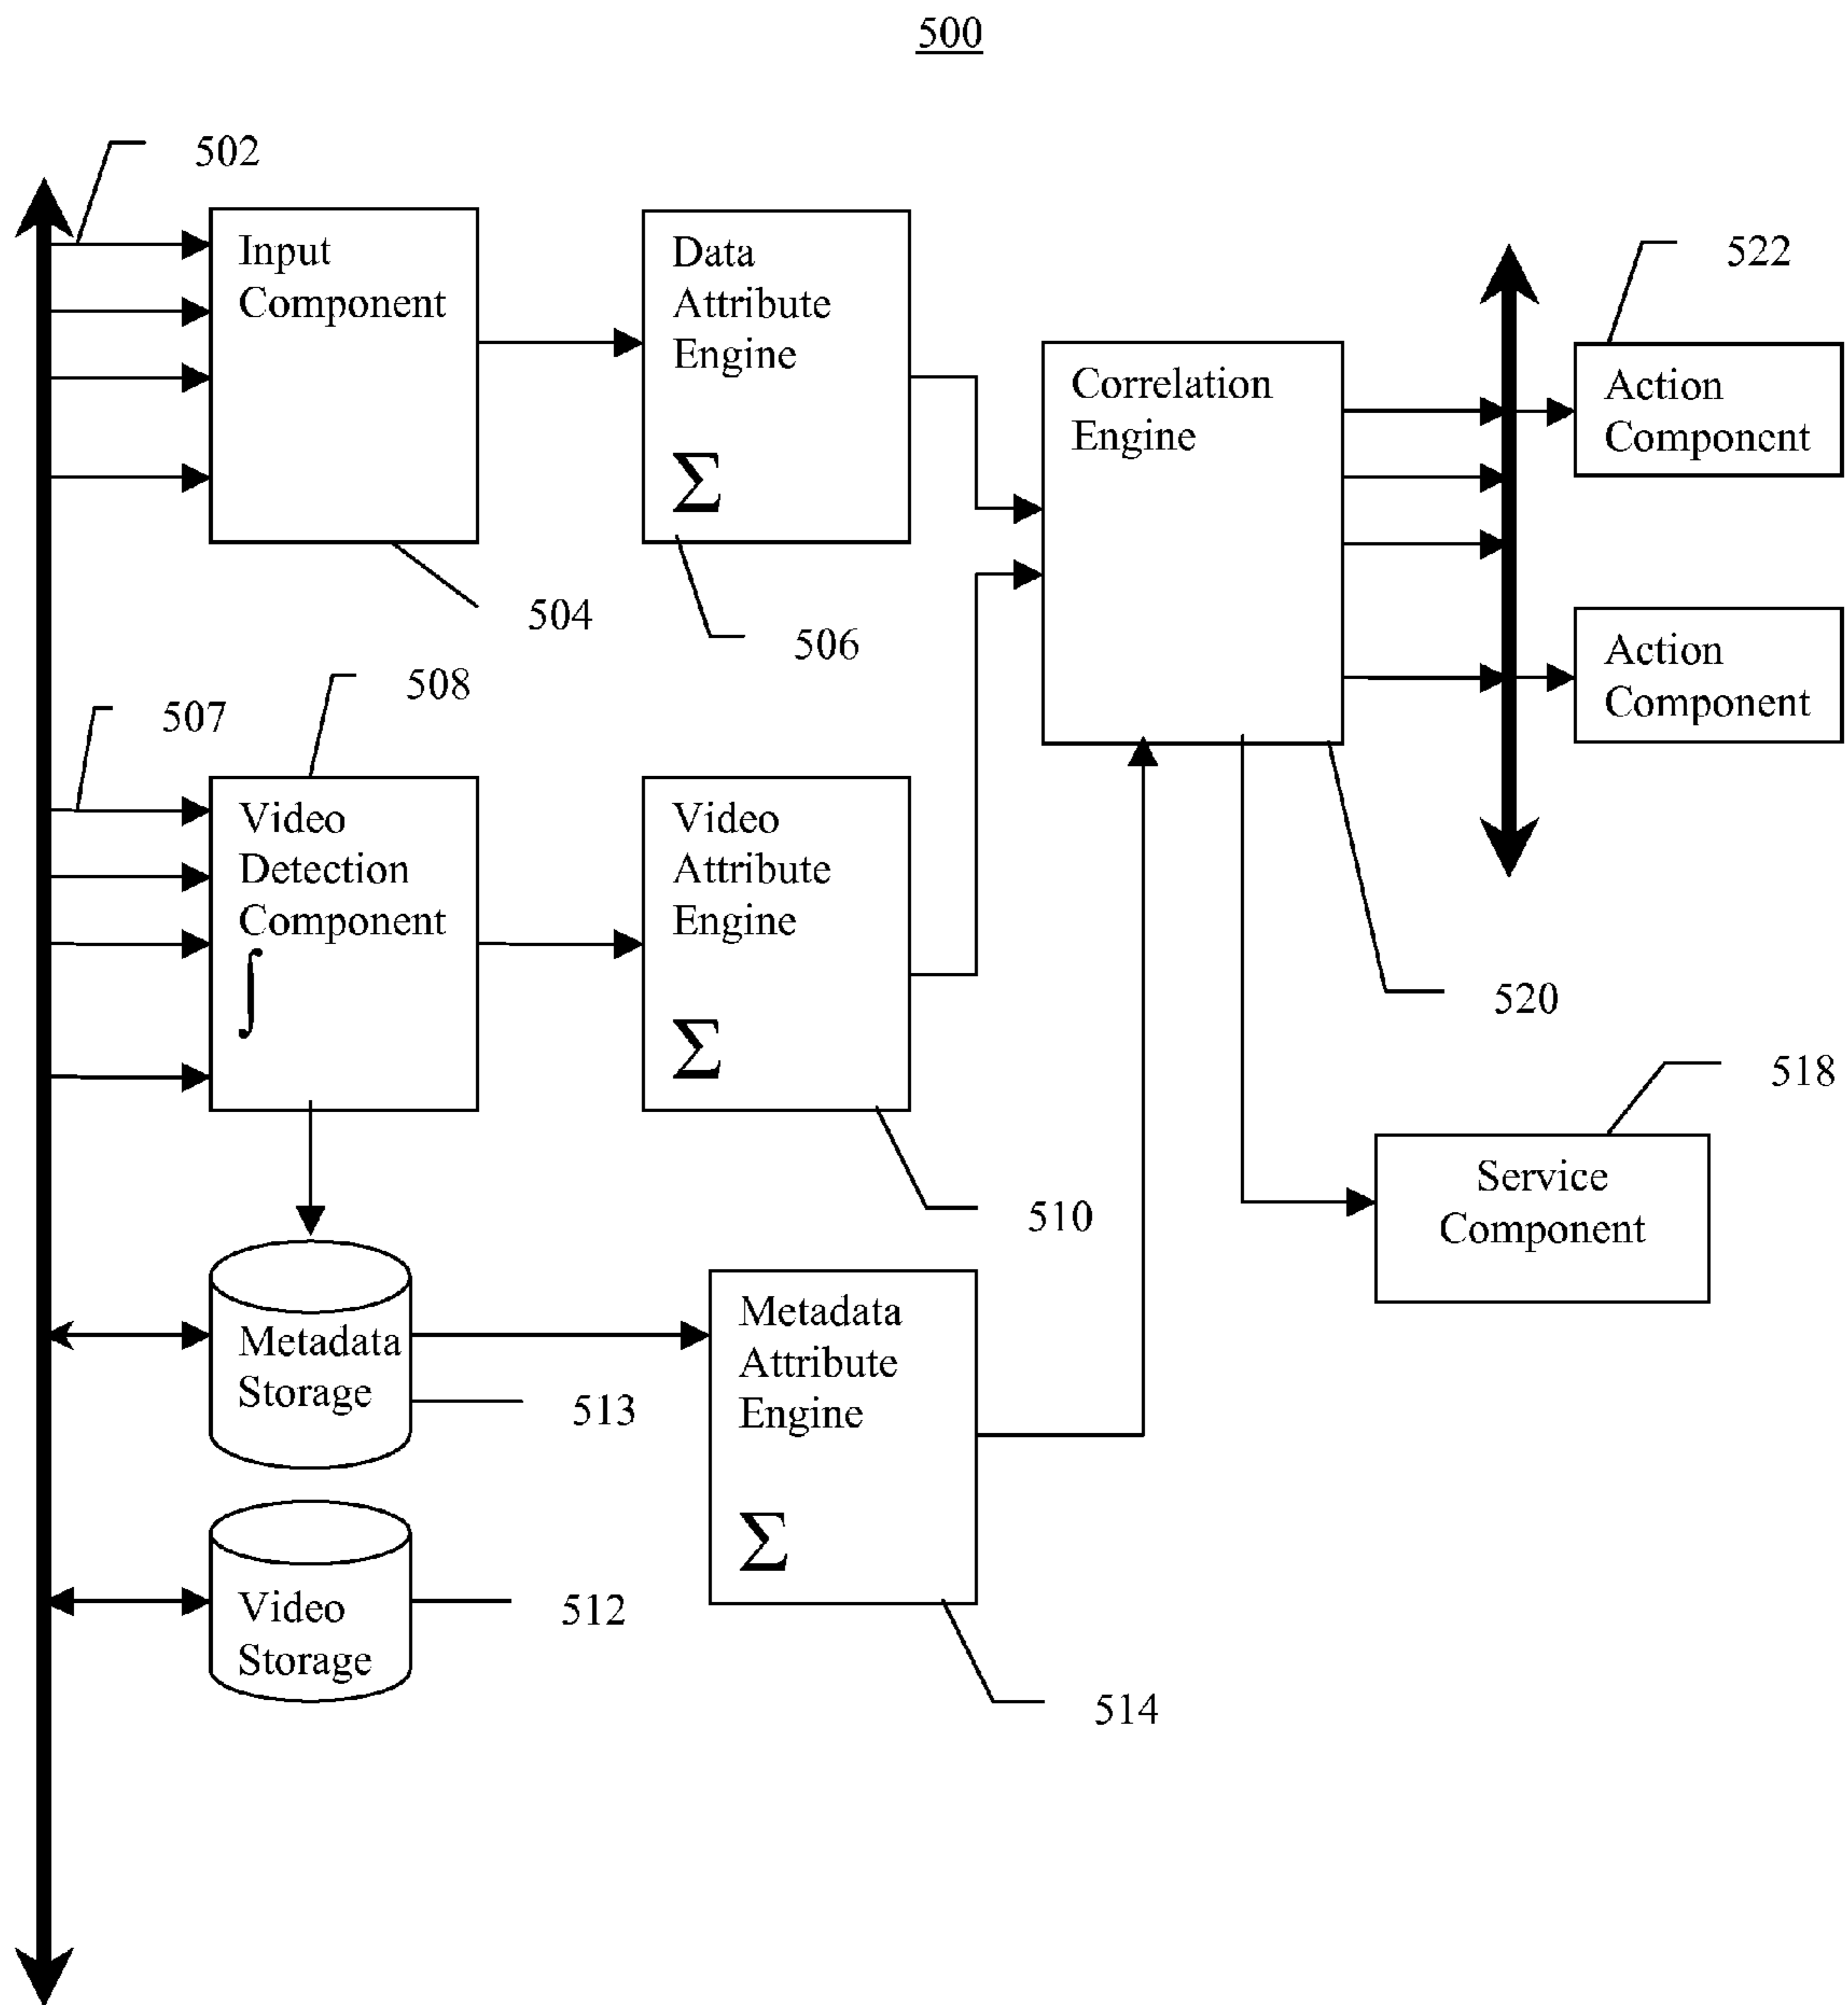 500
502
Input
Component
504
Data
Attribute
Engine
Σ
506
Correlation
Engine
520
522
Action
Component
Action
Component
507
508
Video
Detection
Component
∫
Video
Attribute
Engine
Σ
510
518
Service
Component
Metadata
Storage
513
Metadata
Attribute
Engine
Σ
514
Video
Storage
512